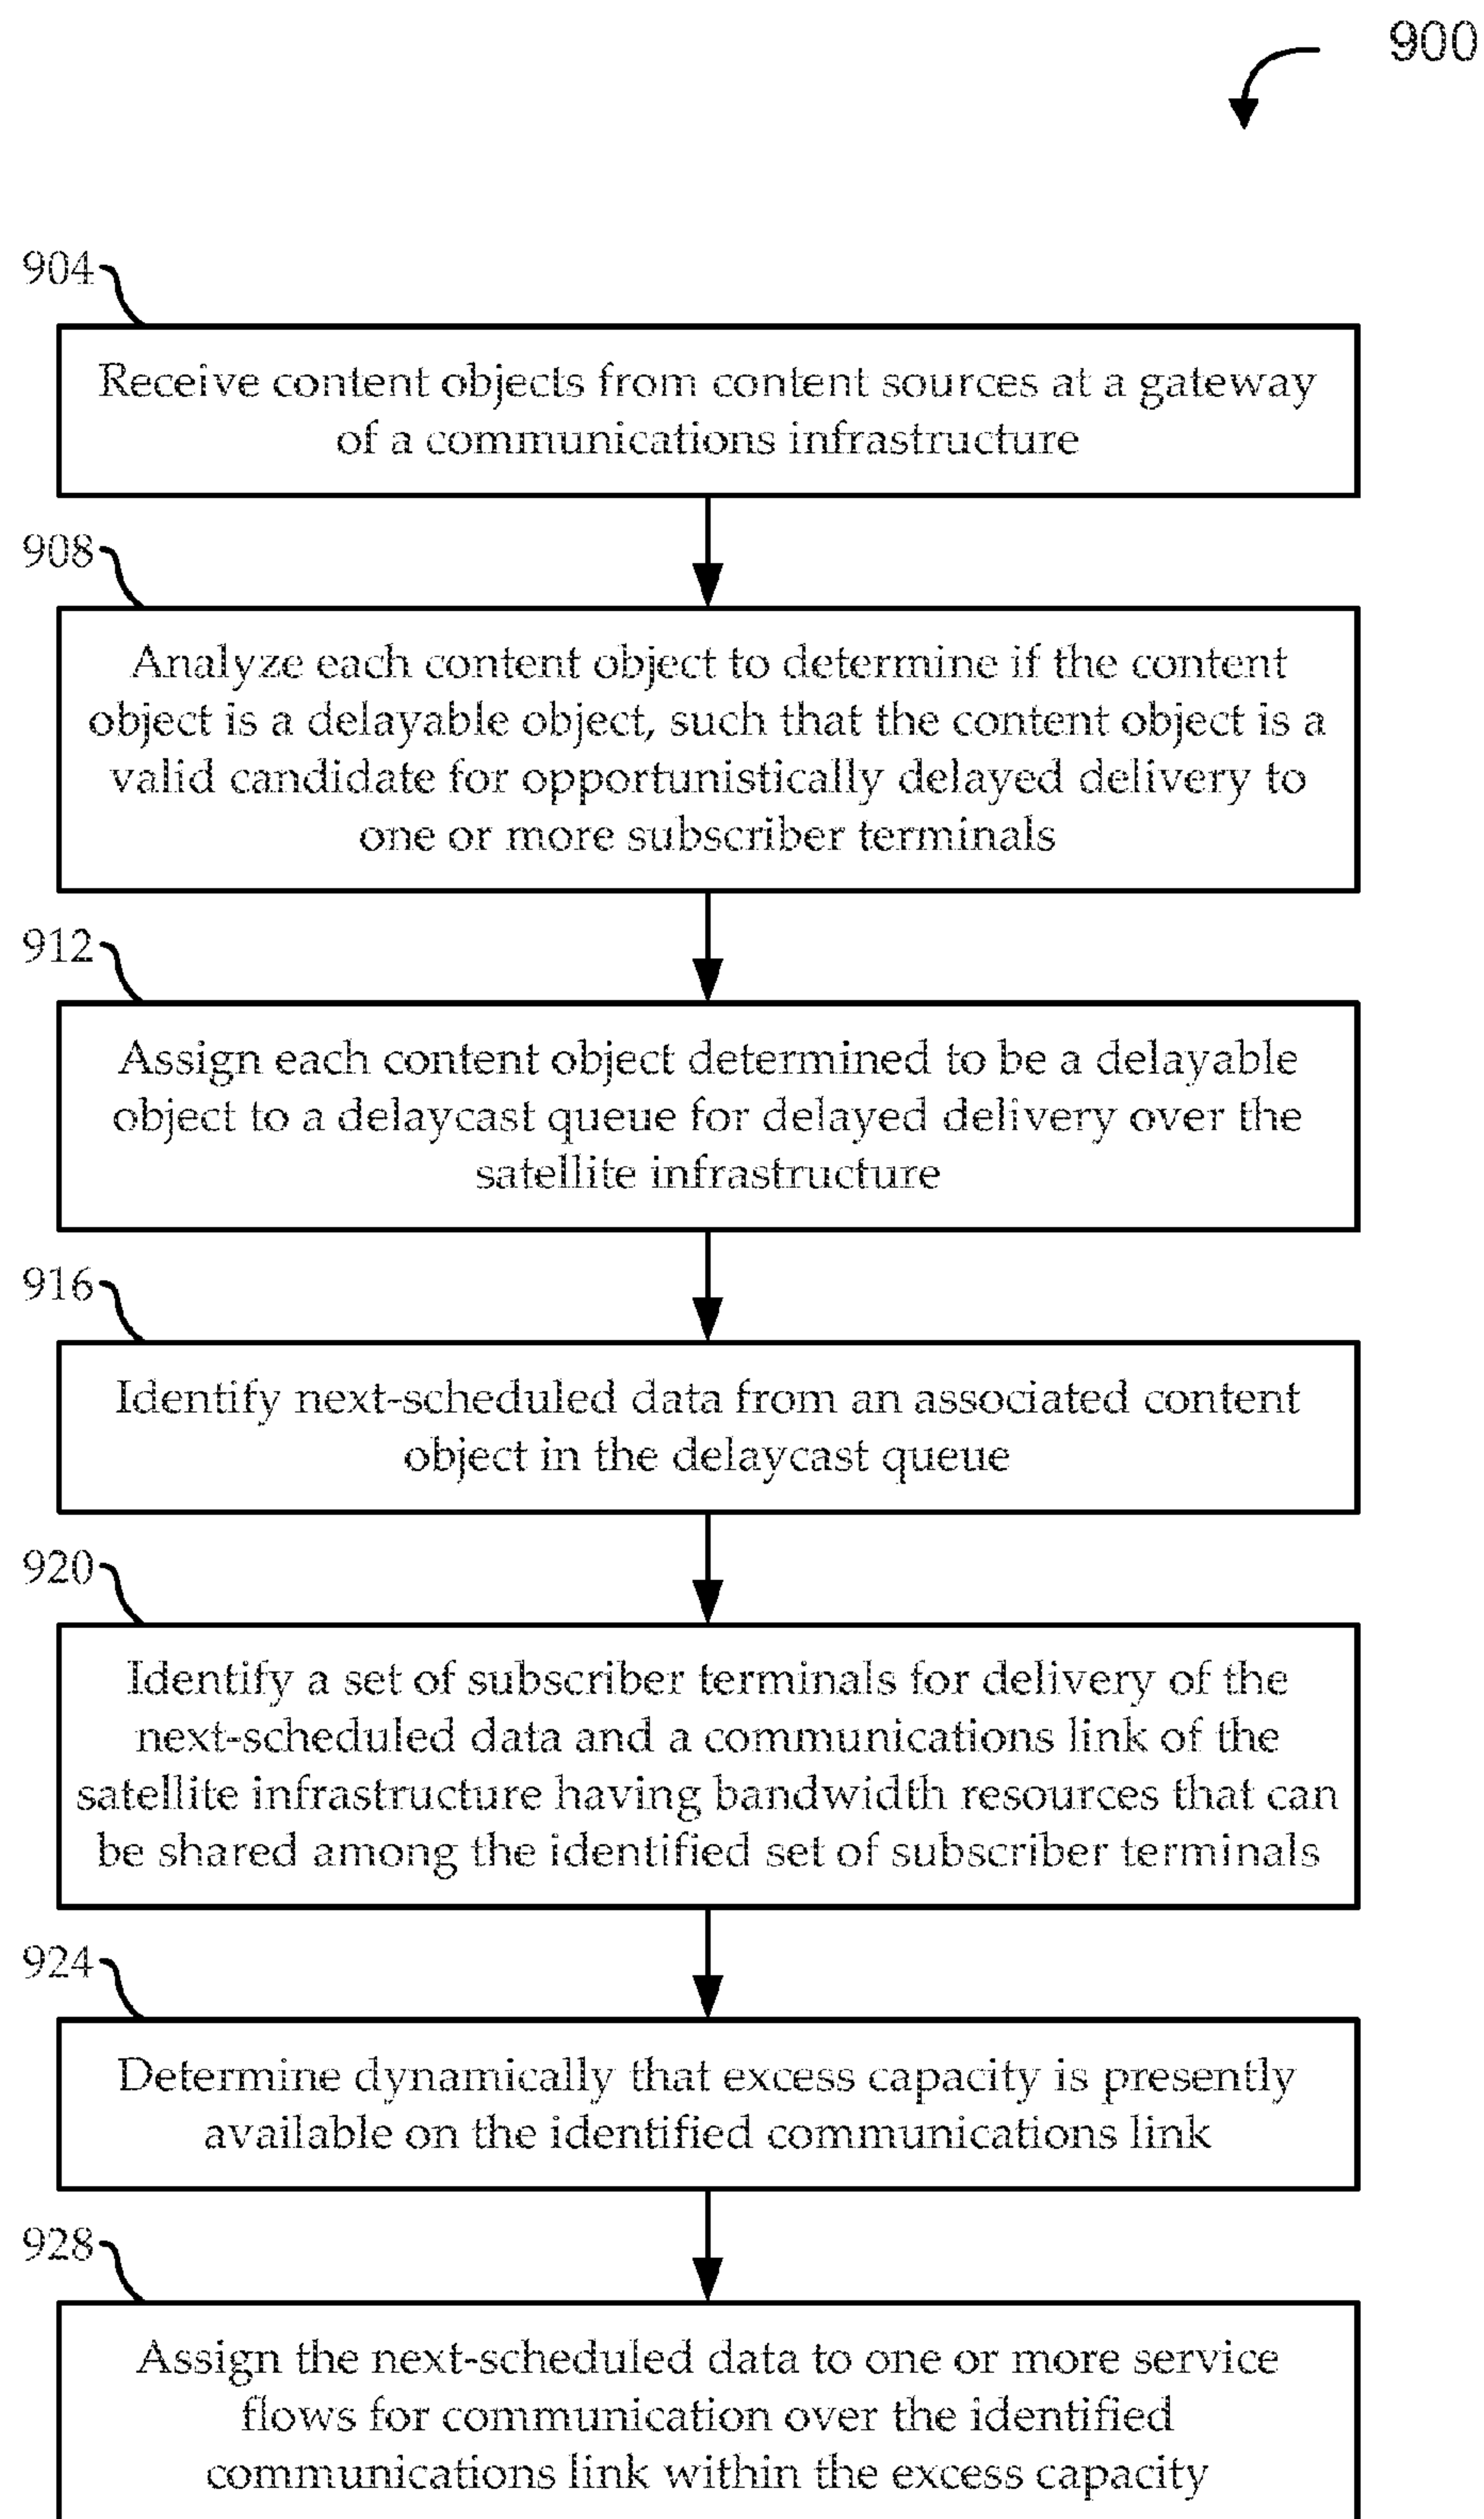 900
904
Receive content objects from content sources at a gateway
of a communications infrastructure
908
Analyze each content object to determine if the content
object is a delayable object, such that the content object is a
valid candidate for opportunistically delayed delivery to
one or more subscriber terminals
912
Assign each content object determined to be a delayable
object to a delaycast queue for delayed delivery over the
satellite infrastructure
916
Identify next-scheduled data from an associated content
object in the delaycast queue
920
Identify a set of subscriber terminals for delivery of the
next-scheduled data and a communications link of the
satellite infrastructure having bandwidth resources that can
be shared among the identified set of subscriber terminals
924
Determine dynamically that excess capacity is presently
available on the identified communications link
928
Assign the next-scheduled data to one or more service
flows for communication over the identified
communications link within the excess capacity